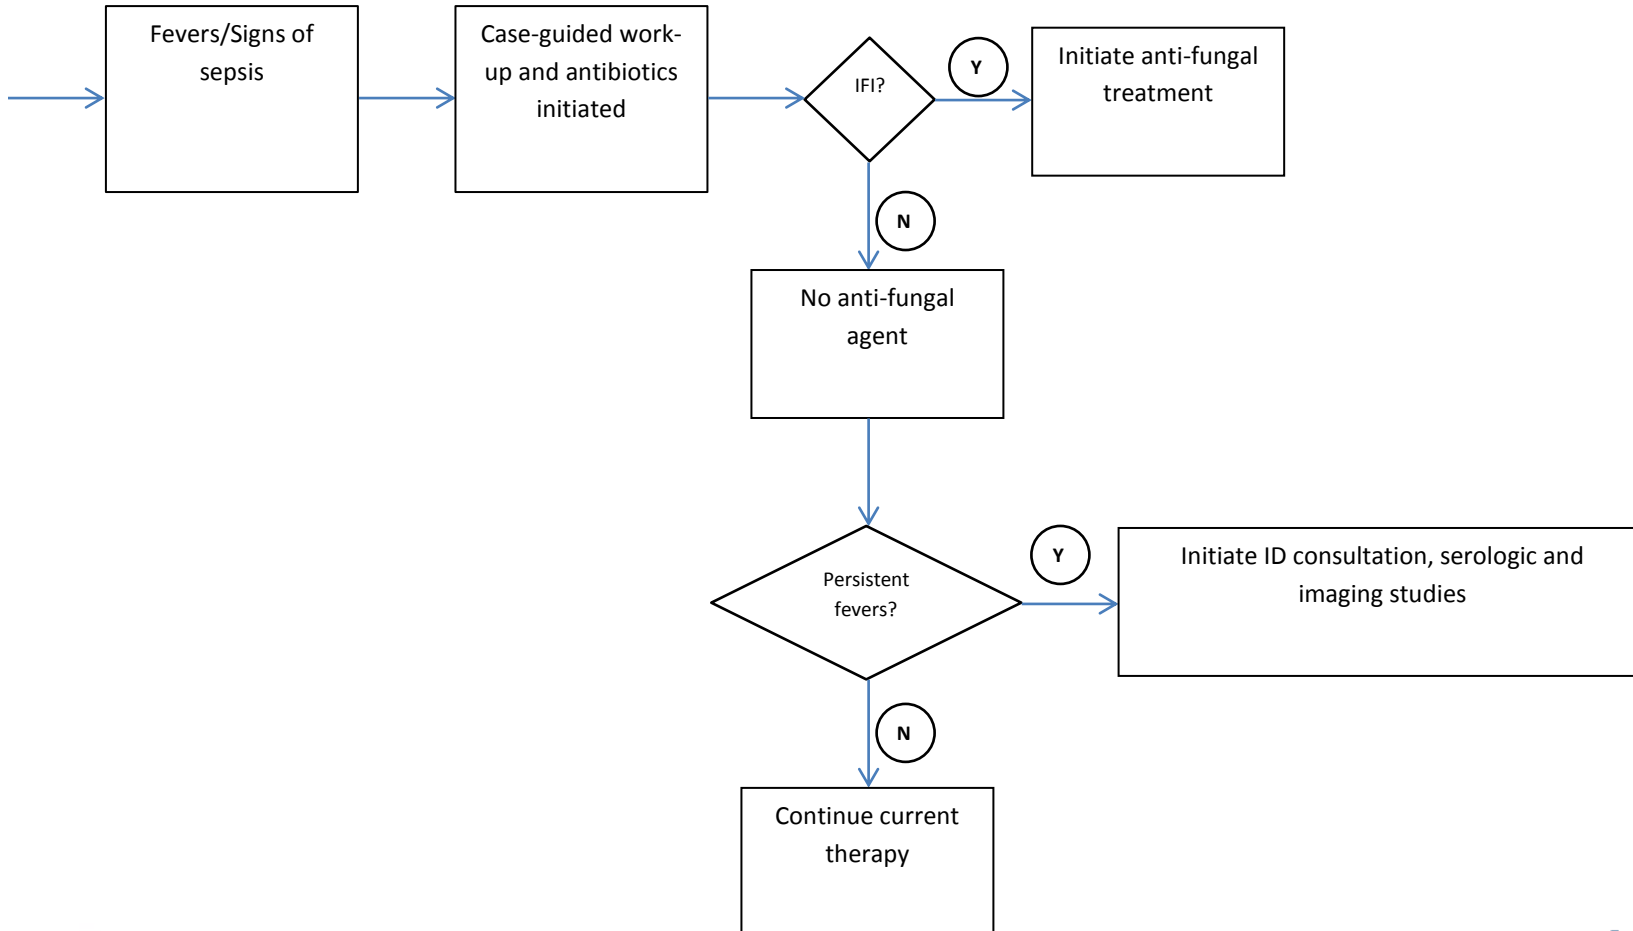 Fevers/Signs of
sepsis
Case-guided work-
up and antibiotics
initiated
IFI?
Y
Initiate anti-fungal
treatment
N
No anti-fungal
agent
Persistent
fevers?
Y
Initiate ID consultation, serologic and
imaging studies
N
Continue current
therapy